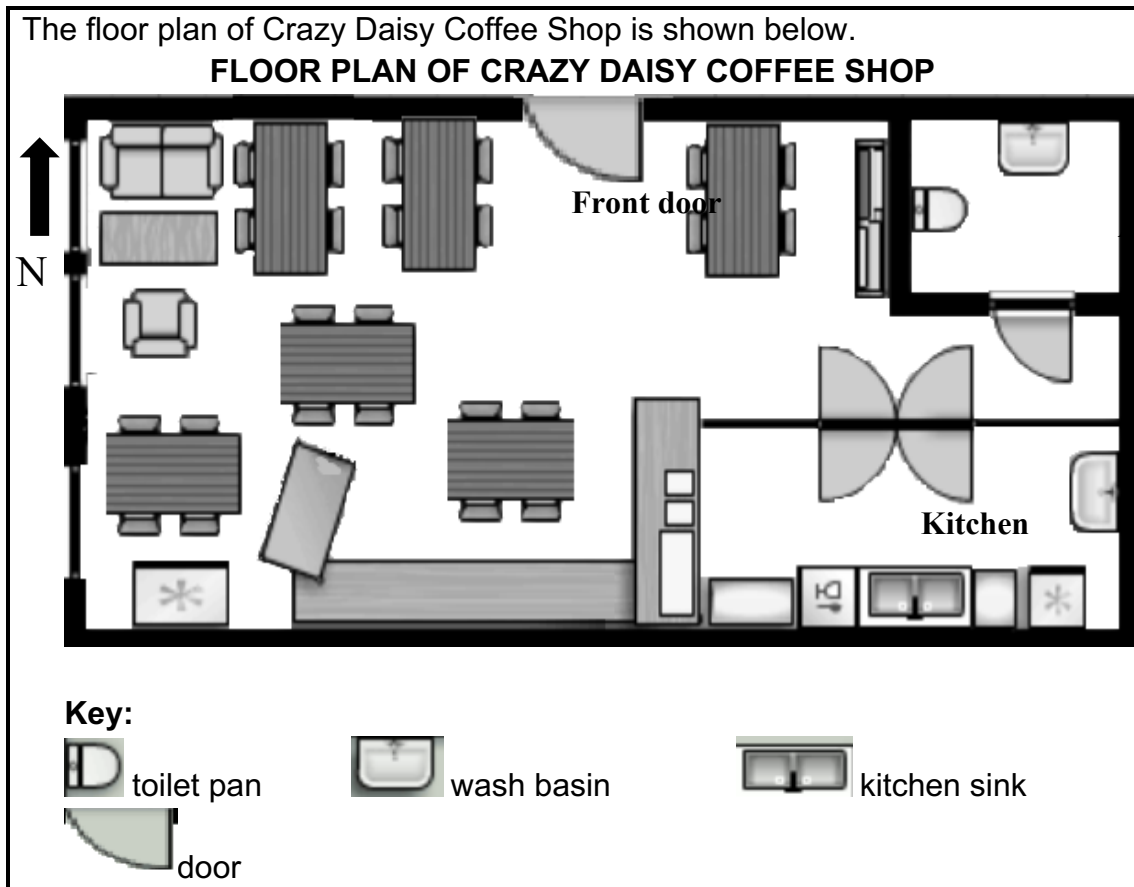 The floor plan of Crazy Daisy Coffee Shop is shown below.
FLOOR PLAN OF CRAZY DAISY COFFEE SHOP
N
Front door
Kitchen
Key:
toilet pan
wash basin
kitchen sink
door